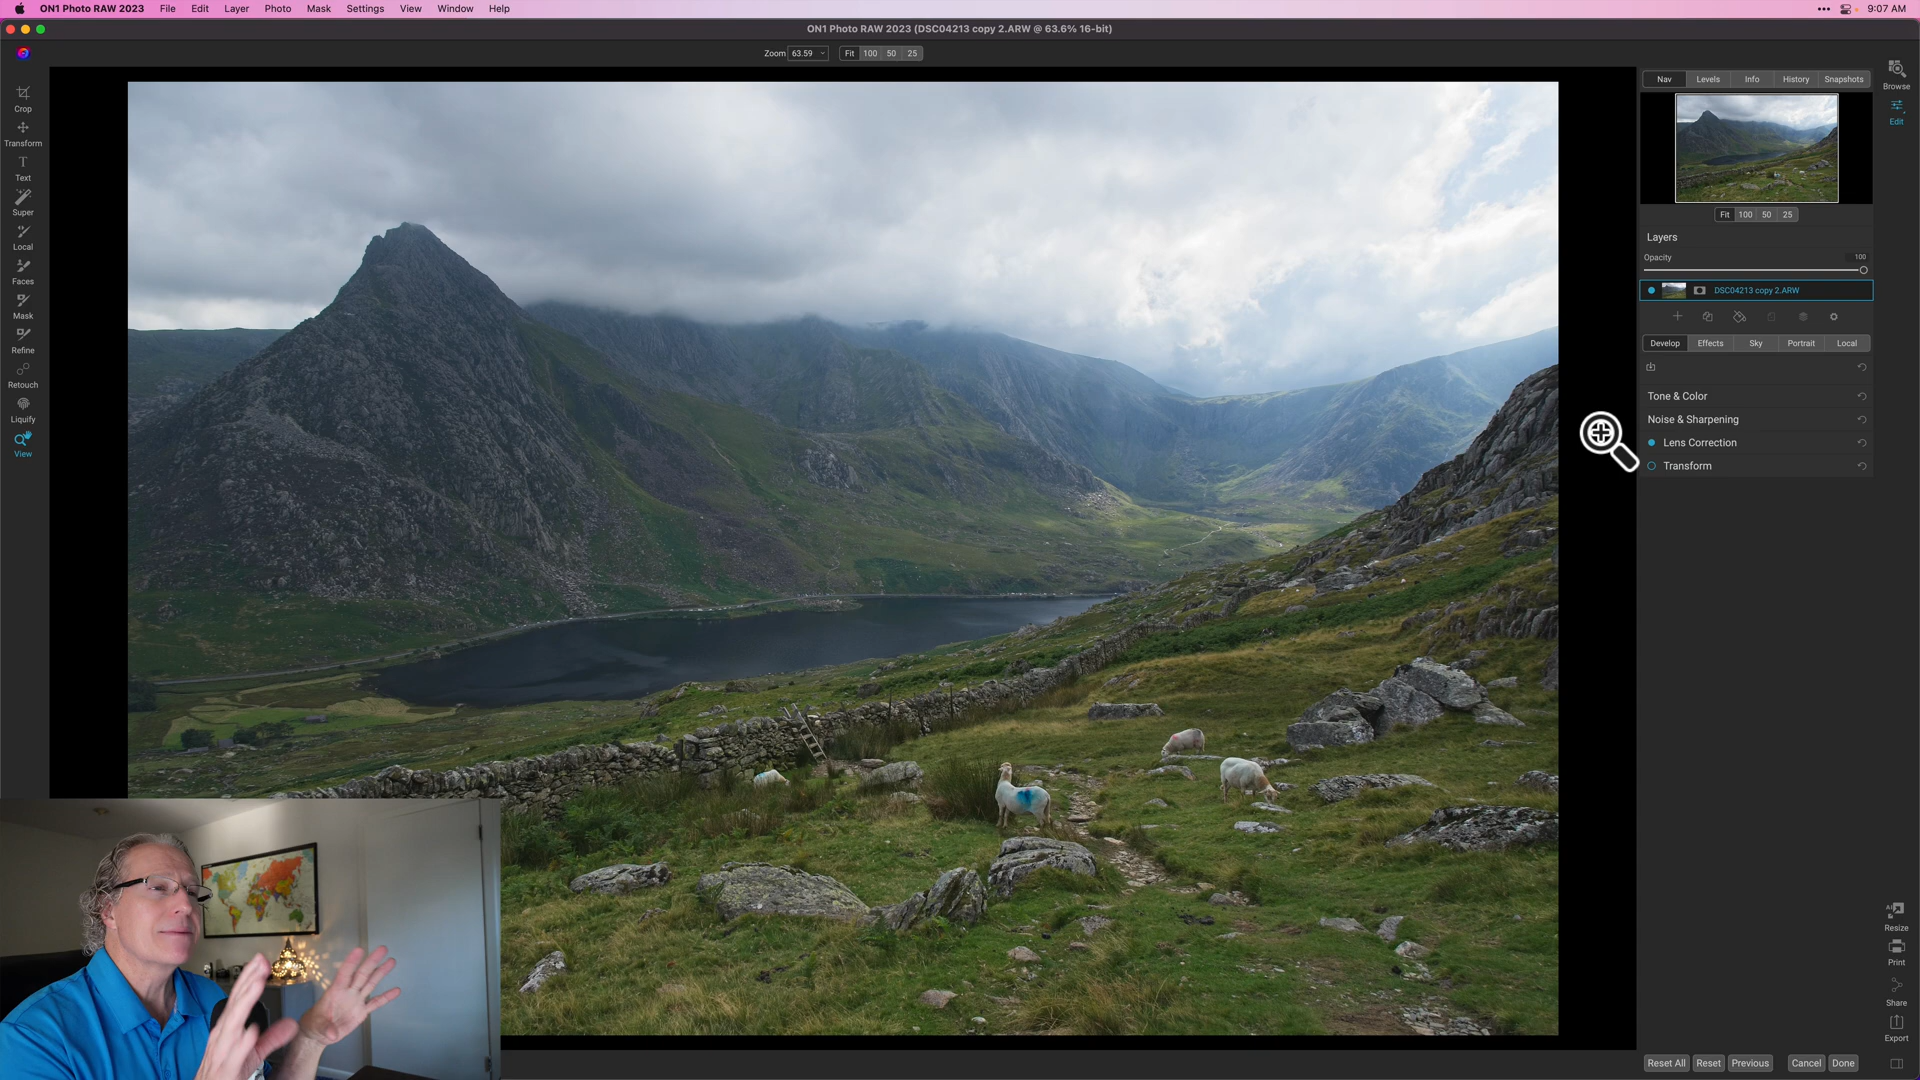 ON1 Photo RAW 2023 File Edit Layer Photo Mask Settings View Window Help 9:07 AM
ON1 Photo RAW 2023 (DSC04213 copy 2.ARW @ 63.6% 16-bit)
Zoom 63.59 Fit 100 50 25
Crop
Transform
Text
Super
Local
Faces
Mask
Refine
Retouch
Liquify
View
Nav Levels Info History Snapshots
Fit 100 50 25
Layers
Opacity 100
DSC04213 copy 2.ARW
Develop Effects Sky Portrait Local
Tone & Color
Noise & Sharpening
Lens Correction
Transform
Browse
Edit
AI
Resize
Print
Share
Export
Reset All Reset Previous Cancel Done